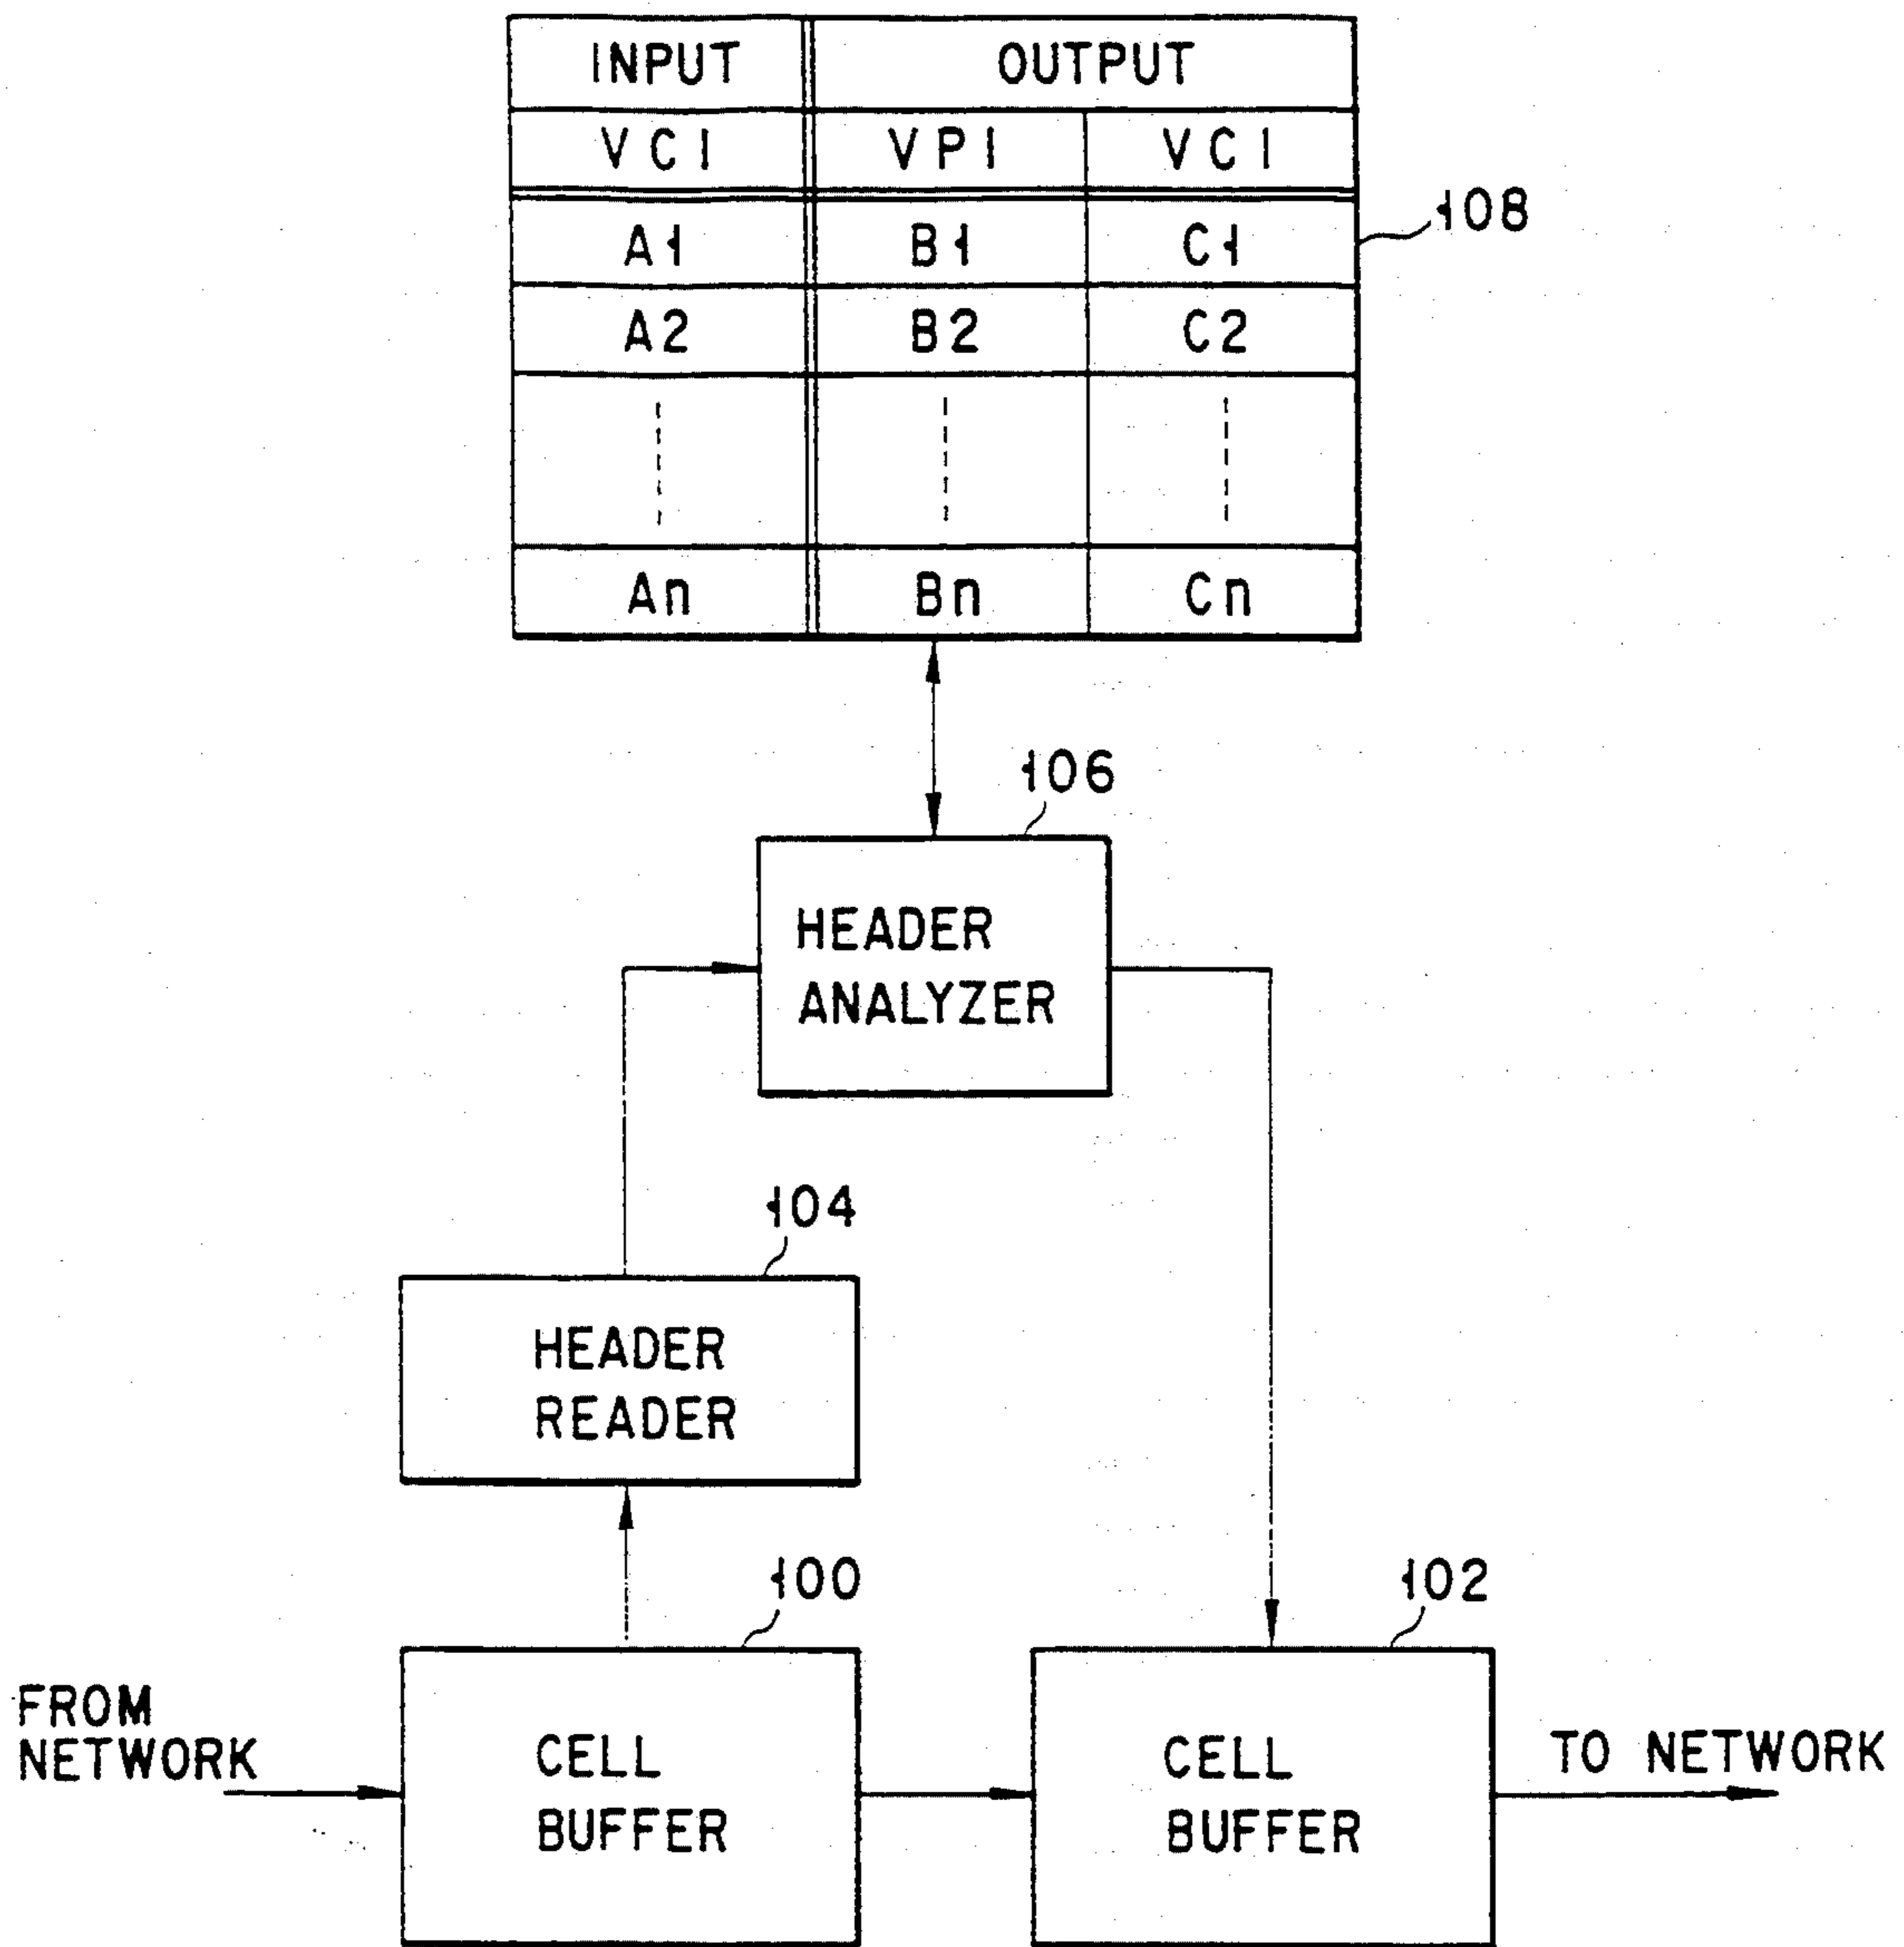 INPUT OUTPUT
VCI VPI VCI
A1 B1 C1
108
A2 B2 C2
An Bn Cn
106
HEADER
ANALYZER
104
HEADER
READER
100
102
FROM
NETWORK
CELL
BUFFER
CELL
BUFFER
TO NETWORK